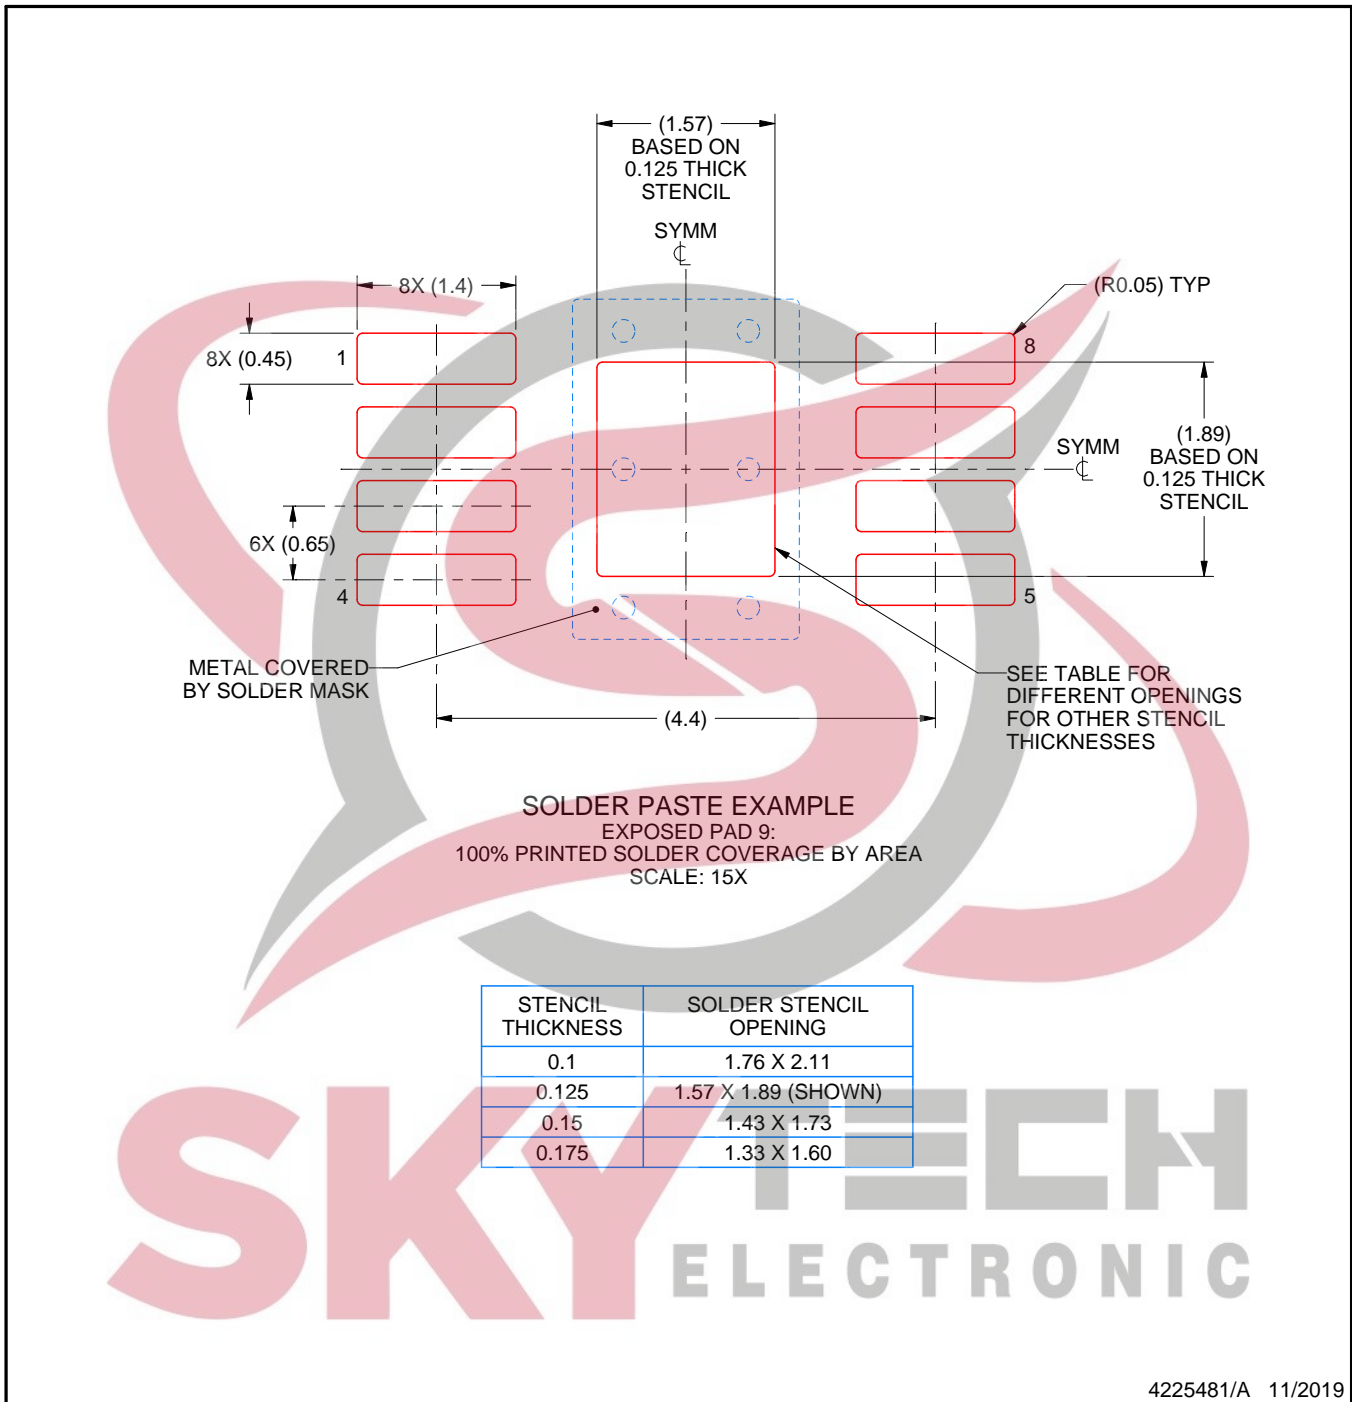 (1.57)
BASED ON
0.125 THICK
STENCIL
SYMM
8X (1.4)
(R0.05) TYP
8X (0.45)
1
8
(1.89)
BASED ON
0.125 THICK
STENCIL
SYMM
6X (0.65)
4
5
METAL COVERED
BY SOLDER MASK
SEE TABLE FOR
DIFFERENT OPENINGS
FOR OTHER STENCIL
THICKNESSES
(4.4)
SOLDER PASTE EXAMPLE
EXPOSED PAD 9:
100% PRINTED SOLDER COVERAGE BY AREA
SCALE: 15X
STENCIL THICKNESS SOLDER STENCIL OPENING
0.1 1.76 X 2.11
0.125 1.57 X 1.89 (SHOWN)
0.15 1.43 X 1.73
0.175 1.33 X 1.60
SKYTECH
ELECTRONIC
4225481/A 11/2019